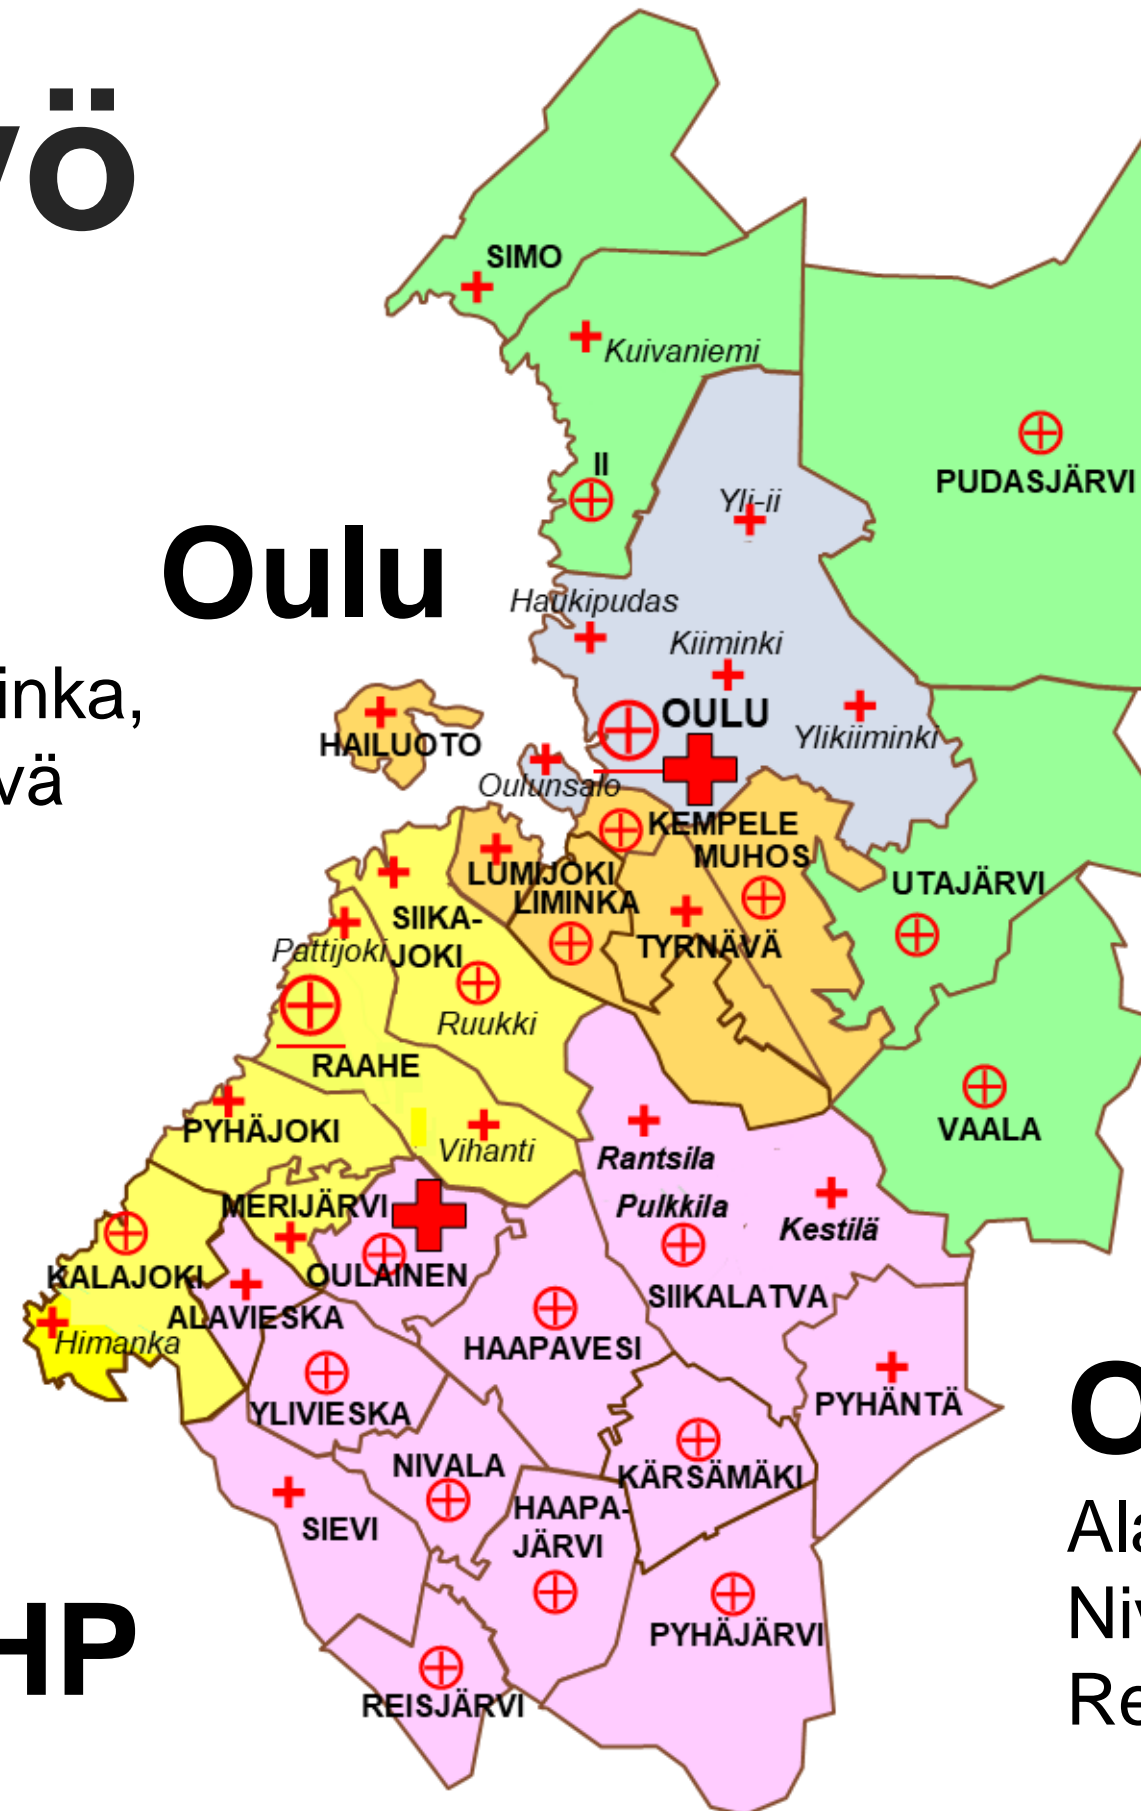 yö
SIMO
Kuivaniemi
II
PUDASJÄRVI
Yli-ii
Oulu
Haukipudas
Kiiminki
inka,
OULU
HAILUOTO
Ylikiiminki
vä
Oulunsalo
KEMPELE
MUHOS
LUMIJOKI
UTAJÄRVI
LIMINKA
SIIKA-
JOKI
Pattijoki
TYRNÄVÄ
Ruukki
RAAHE
PYHÄJOKI
Vihanti
VAALA
Rantsila
MERIJÄRVI
Pulkkila
Kestilä
KALAJOKI
OULAINEN
SIIKALATVA
ALAVIESKA
Himanka
HAAPAVESI
PYHÄNTÄ
YLIVIESKA
O
NIVALA
KÄRSÄMÄKI
HAAPA-
JÄRVI
SIEVI
Ala
Niv
HP
PYHÄJÄRVI
Re
REISJÄRVI